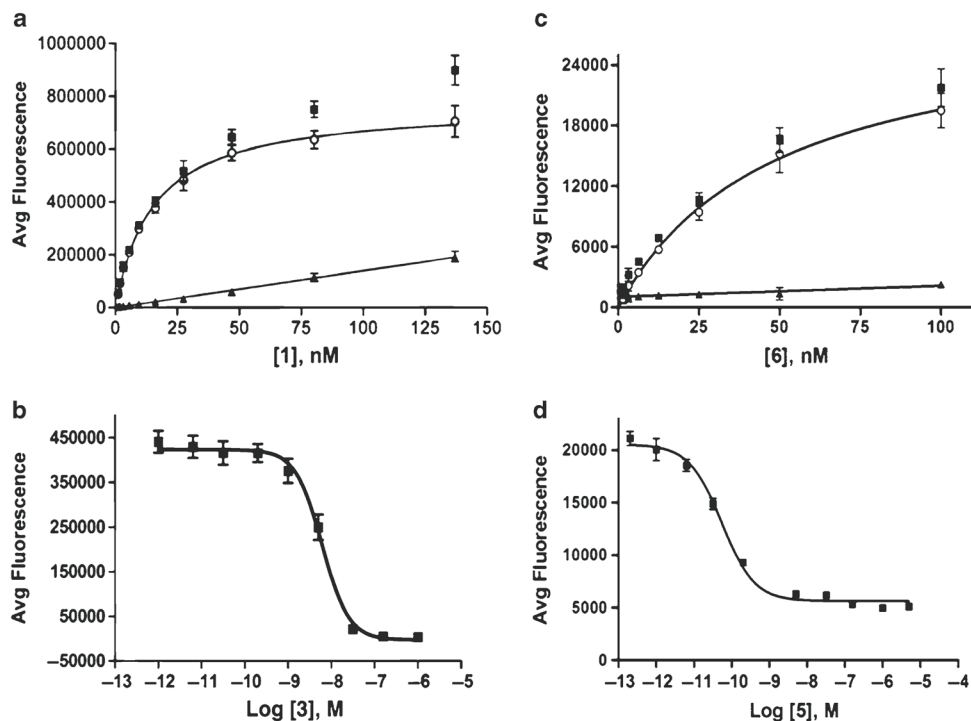 a
Avg Fluorescence
1000000
800000
600000
400000
200000
0
0 25 50 75 100 125 150
[1], nM
c
Avg Fluorescence
24000
18000
12000
6000
0
0 25 50 75 100
[6], nM
b
Avg Fluorescence
450000
350000
250000
150000
50000
–50000
–13 –12 –11 –10 –9 –8 –7 –6 –5
Log [3], M
d
Avg Fluorescence
20000
15000
10000
5000
0
–13 –12 –11 –10 –9 –8 –7 –6 –5 –4
Log [5], M